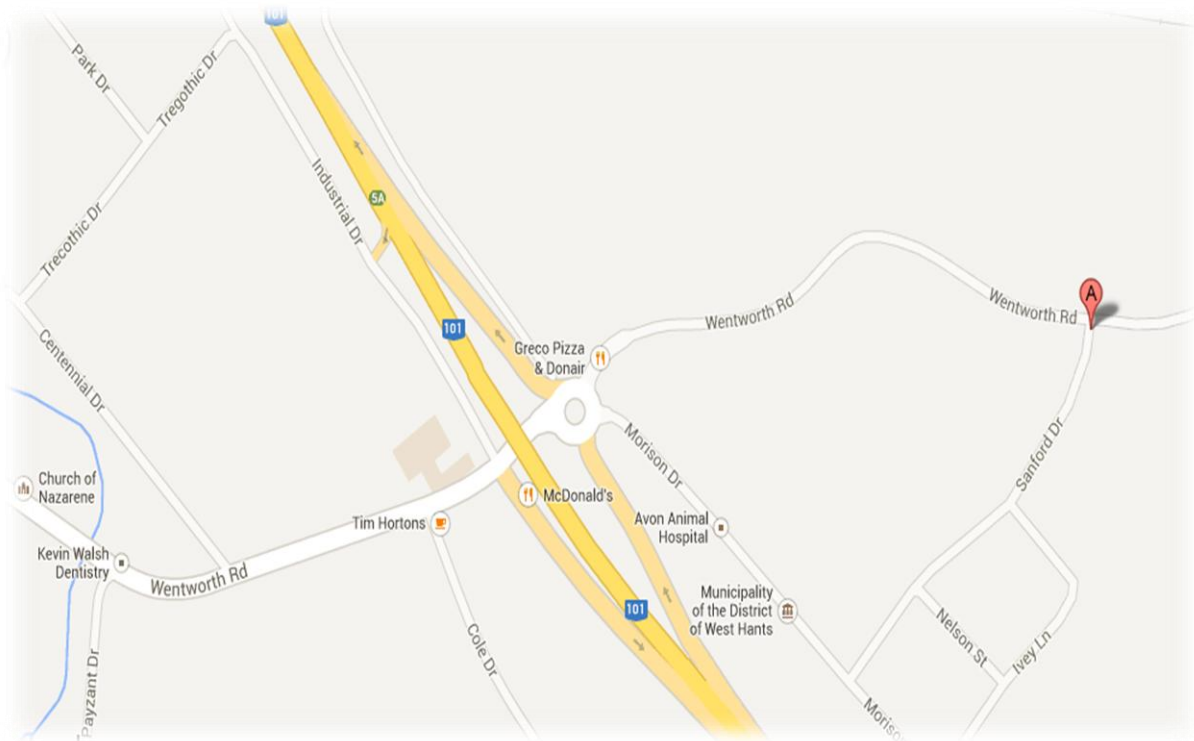 101
Park Dr
Tregothic Dr
Industrial Dr
5A
Trecothic Dr
Wentworth Rd
Wentworth Rd
A
101
Greco Pizza
& Donair
Centennial Dr
Morison Dr
Sanford Dr
Church of
Nazarene
McDonald's
Tim Hortons
Avon Animal
Hospital
Kevin Walsh
Dentistry
Wentworth Rd
Municipality
of the District
of West Hants
101
Nelson St
Ivey Ln
Cole Dr
Payzant Dr